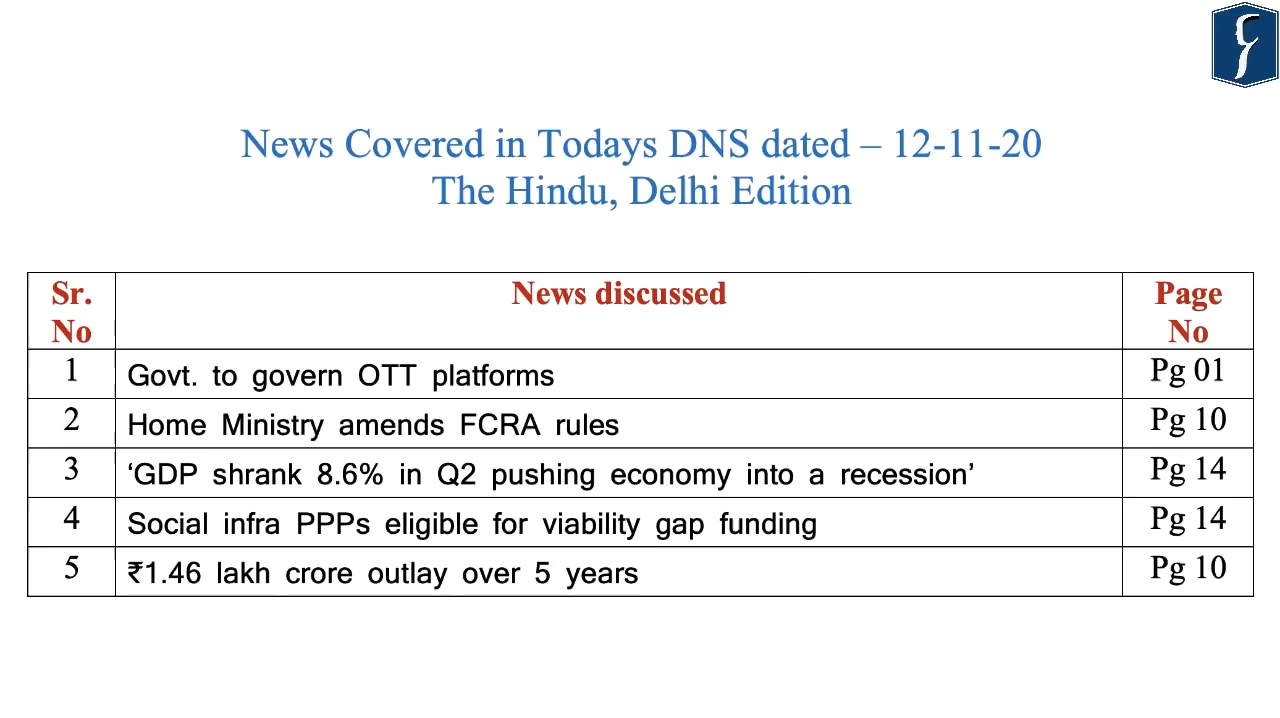 News Covered in Todays DNS dated – 12-11-20
The Hindu, Delhi Edition
Sr. No News discussed Page No
1 Govt. to govern OTT platforms Pg 01
2 Home Ministry amends FCRA rules Pg 10
3 ‘GDP shrank 8.6% in Q2 pushing economy into a recession’ Pg 14
4 Social infra PPPs eligible for viability gap funding Pg 14
5 ₹1.46 lakh crore outlay over 5 years Pg 10